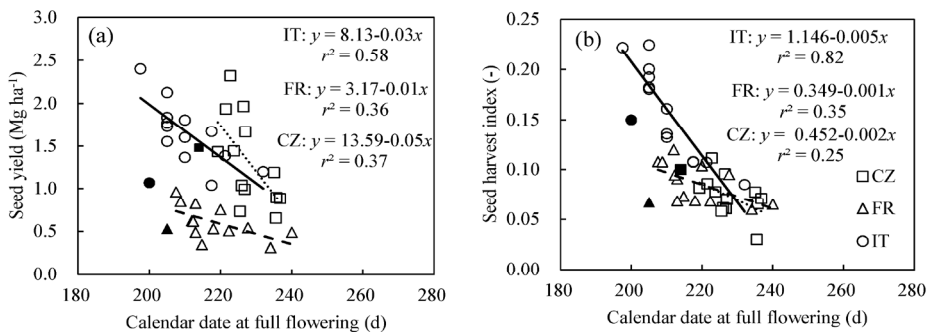 (a)
IT: y = 8.13-0.03x
r² = 0.58
FR: y = 3.17-0.01x
r² = 0.36
CZ: y = 13.59-0.05x
r² = 0.37
Seed yield (Mg ha⁻¹)
3.0
2.5
2.0
1.5
1.0
0.5
0.0
180 200 220 240 260
Calendar date at full flowering (d)
(b)
IT: y = 1.146-0.005x
r² = 0.82
FR: y = 0.349-0.001x
r² = 0.35
CZ: y = 0.452-0.002x
r² = 0.25
CZ
FR
IT
Seed harvest index (-)
0.25
0.20
0.15
0.10
0.05
0.00
180 200 220 240 260
Calendar date at full flowering (d)